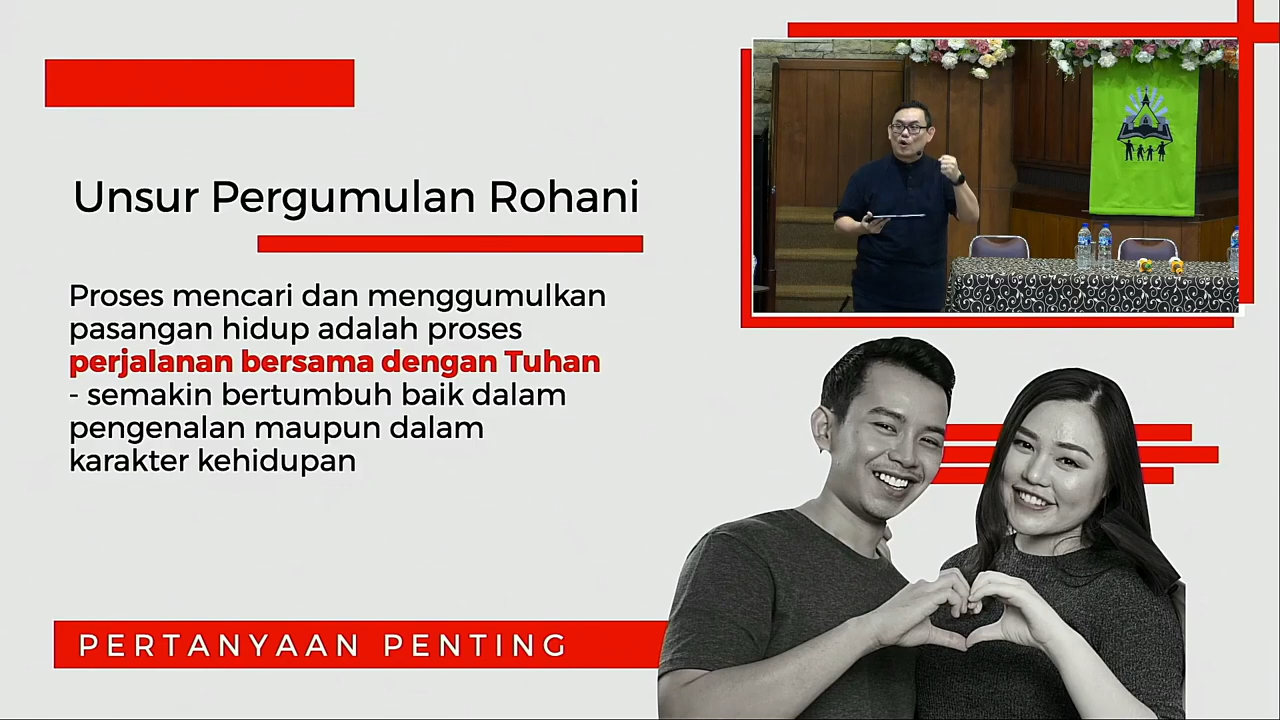 Unsur Pergumulan Rohani
Proses mencari dan menggumulkan
pasangan hidup adalah proses
perjalanan bersama dengan Tuhan
- semakin bertumbuh baik dalam
pengenalan maupun dalam
karakter kehidupan
PERTANYAAN PENTING